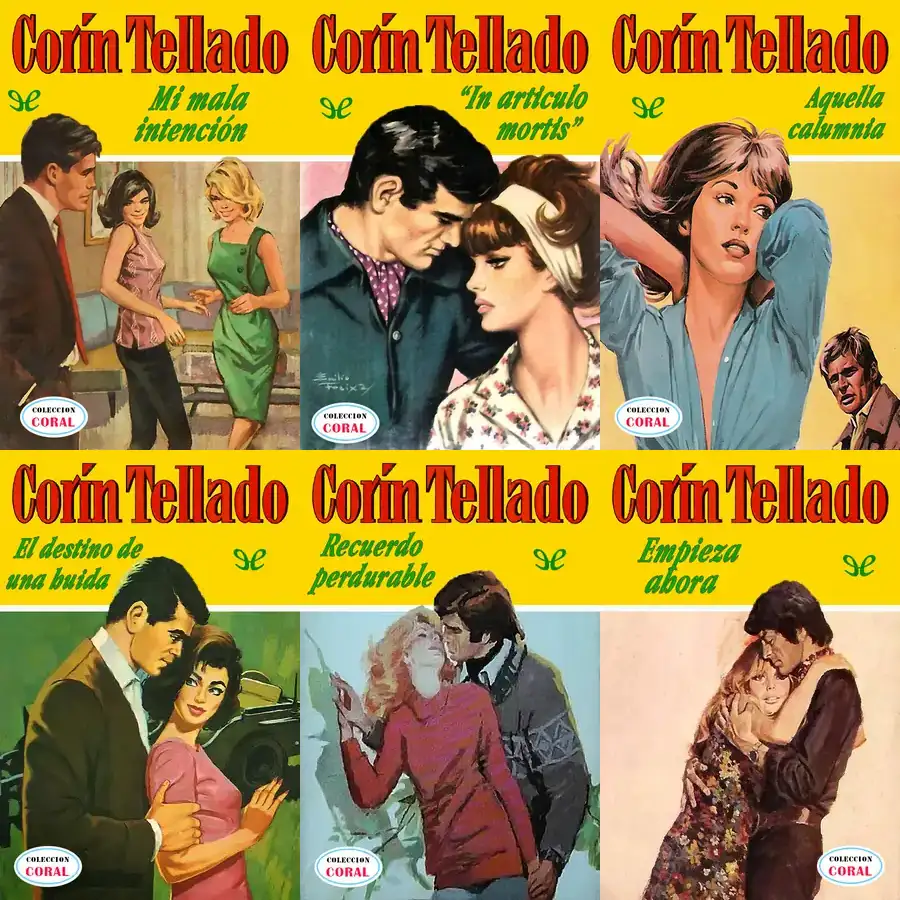 Corín Tellado
Mi mala
intención
COLECCION
CORAL
Corín Tellado
"In articulo
mortis"
Emilio
Freixas
COLECCION
CORAL
Corín Tellado
Aquella
calumnia
COLECCION
CORAL
Corín Tellado
El destino de
una huida
COLECCION
CORAL
Corín Tellado
Recuerdo
perdurable
COLECCION
CORAL
Corín Tellado
Empieza
ahora
COLECCION
CORAL